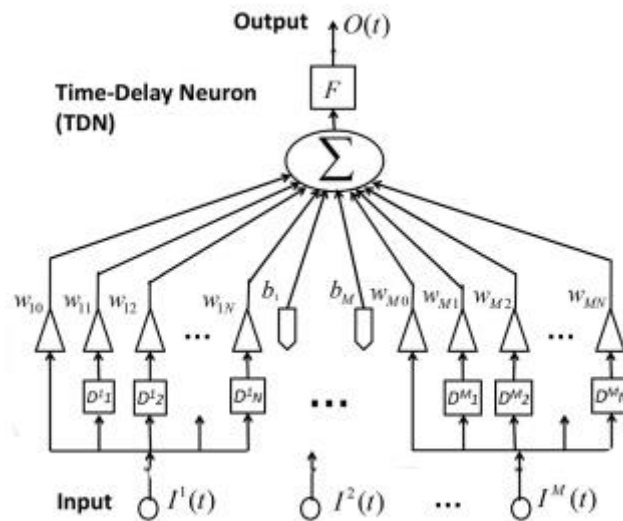 Output O(t)
F
Time-Delay Neuron
(TDN)
Σ
w₁₀ w₁₁ w₁₂ ... w₁N b₁ bM wM0 wM1 wM2 ... wMN
D¹₁ D¹₂ D¹N ... Dᴹ₁ Dᴹ₂ DᴹN
Input I¹(t) I²(t) ... Iᴹ(t)